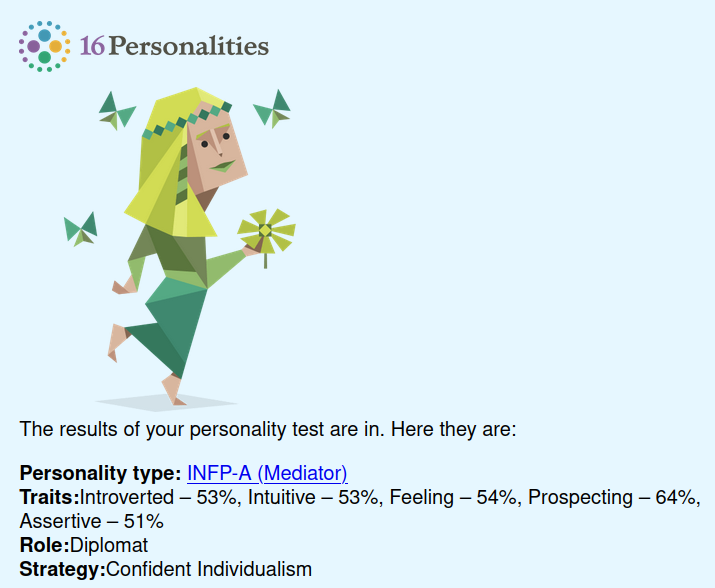 16Personalities
The results of your personality test are in. Here they are:
Personality type: INFP-A (Mediator)
Traits:Introverted – 53%, Intuitive – 53%, Feeling – 54%, Prospecting – 64%,
Assertive – 51%
Role:Diplomat
Strategy:Confident Individualism